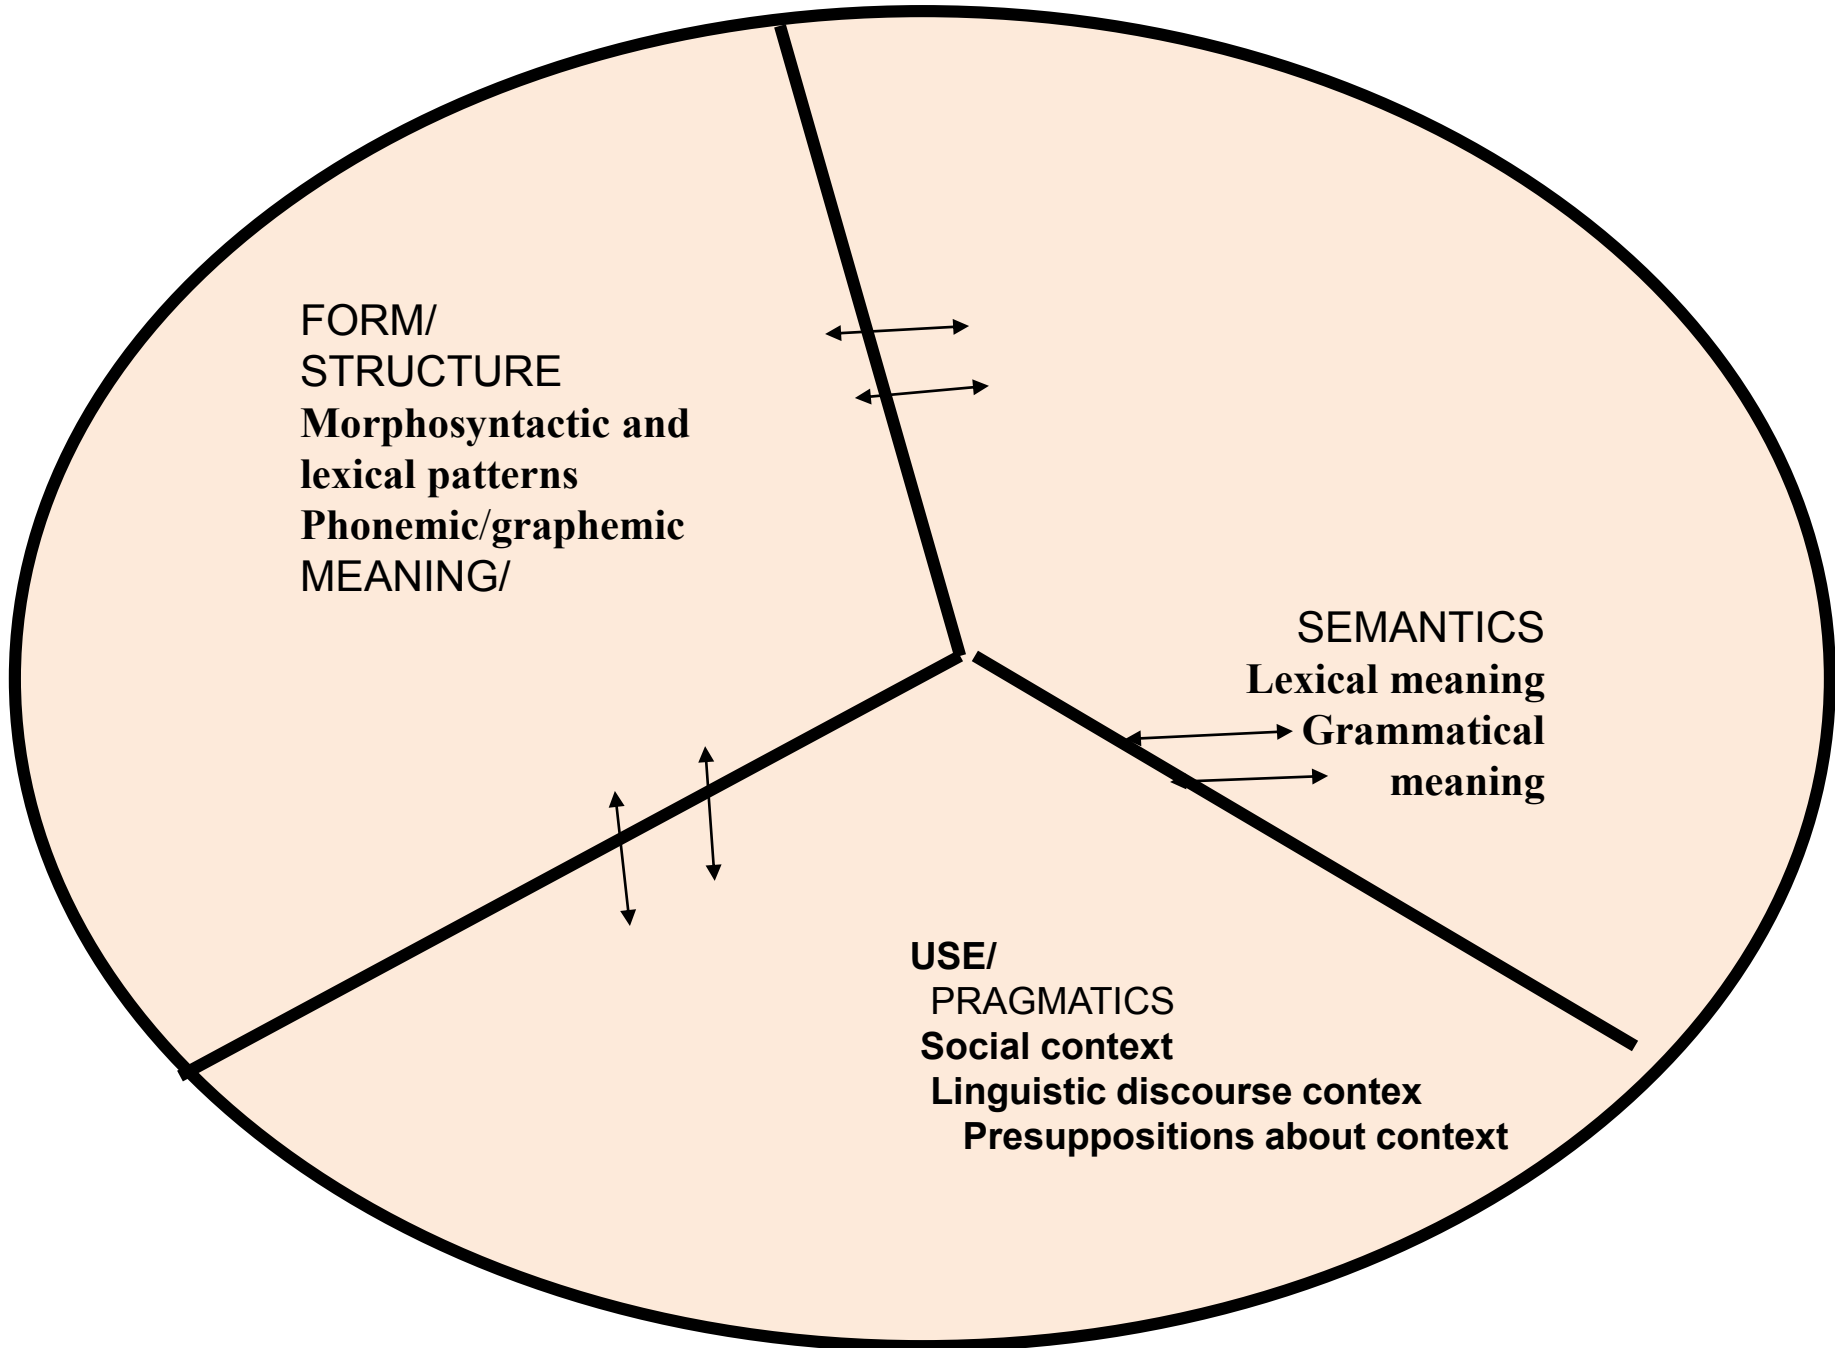 FORM/
STRUCTURE
Morphosyntactic and
lexical patterns
Phonemic/graphemic
MEANING/
SEMANTICS
Lexical meaning
Grammatical
meaning
USE/
PRAGMATICS
Social context
Linguistic discourse contex
Presuppositions about context